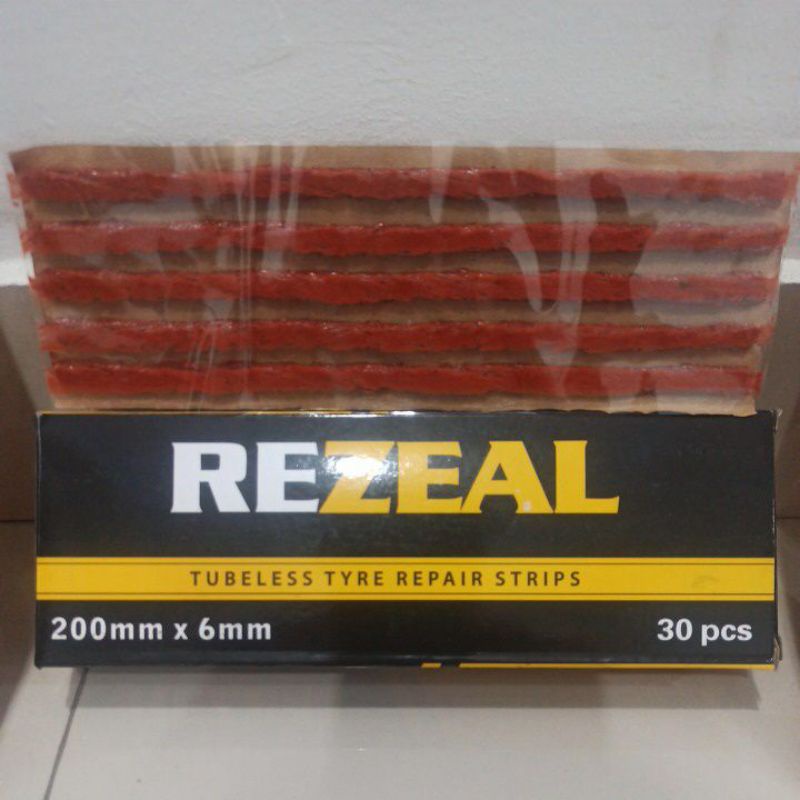 REZEAL
TUBELESS TYRE REPAIR STRIPS
200mm x 6mm
30 pcs